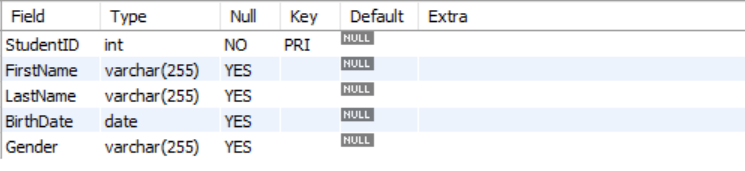 Field Type Null Key Default Extra
StudentID int NO PRI NULL
FirstName varchar(255) YES NULL
LastName varchar(255) YES NULL
BirthDate date YES NULL
Gender varchar(255) YES NULL